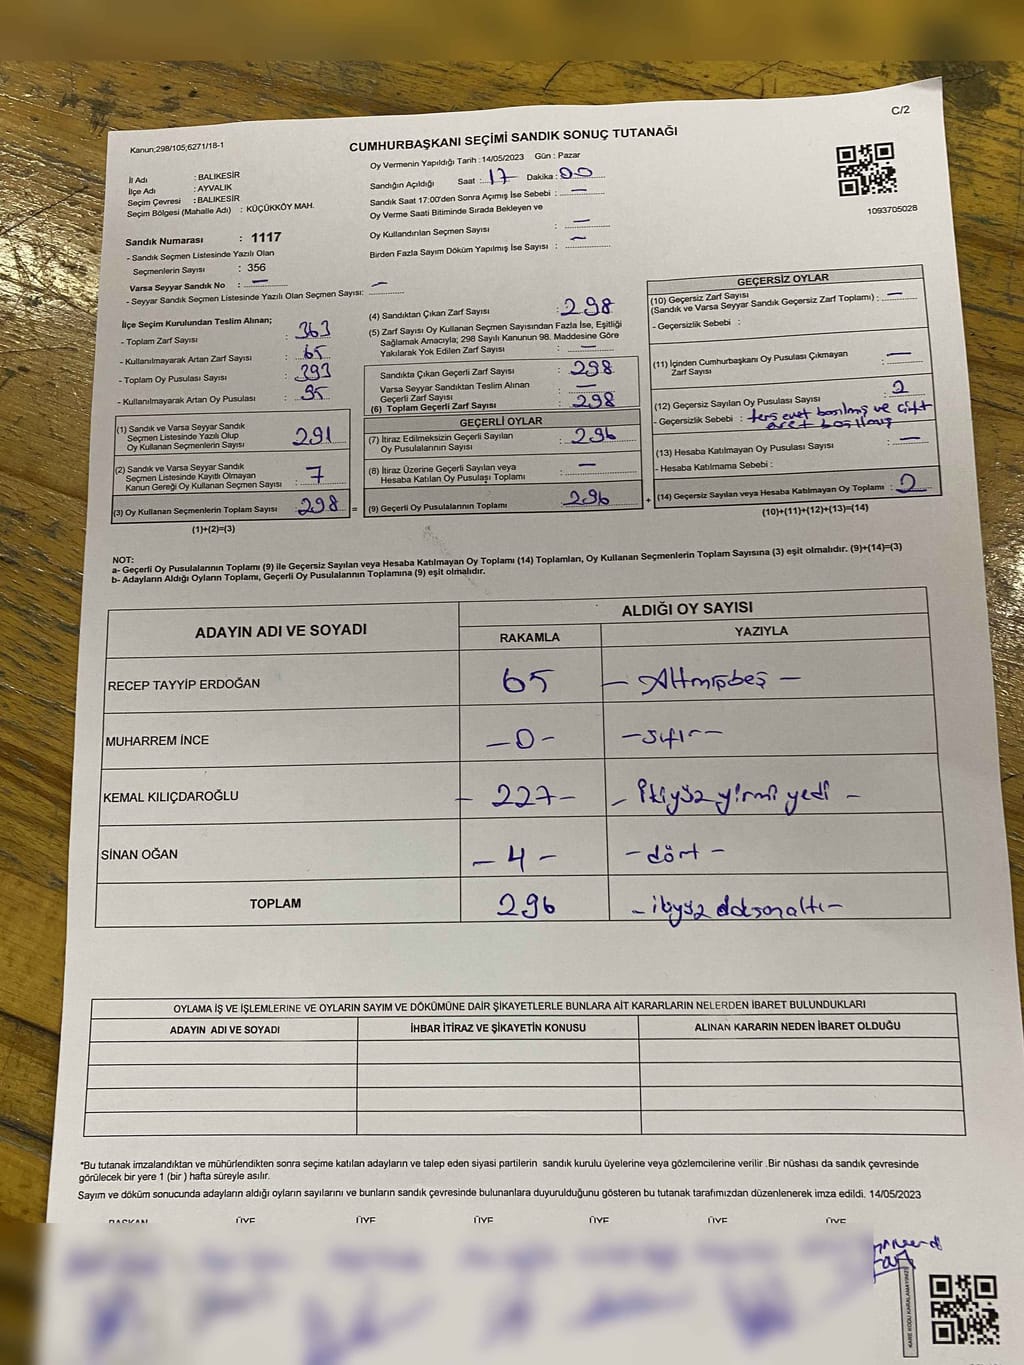 C/2
Kanun;298/105;6271/18-1
CUMHURBAŞKANI SEÇİMİ SANDIK SONUÇ TUTANAĞI
İl Adı : BALIKESİR
İlçe Adı : AYVALIK
Seçim Çevresi : BALIKESİR
Seçim Bölgesi (Mahalle Adı) : KÜÇÜKKÖY MAH.
Sandık Numarası : 1117
- Sandık Seçmen Listesinde Yazılı Olan
Seçmenlerin Sayısı : 356
Varsa Seyyar Sandık No : —
- Seyyar Sandık Seçmen Listesinde Yazılı Olan Seçmen Sayısı: —
Oy Vermenin Yapıldığı Tarih : 14/05/2023 Gün : Pazar
Sandığın Açıldığı Saat : 17 Dakika : 00
Sandık Saat 17:00'den Sonra Açımış İse Sebebi : —
Oy Verme Saati Bitiminde Sırada Bekleyen ve
Oy Kullandırılan Seçmen Sayısı : —
Birden Fazla Sayım Döküm Yapılmış İse Sayısı : —
1093705028
İlçe Seçim Kurulundan Teslim Alınan;
- Toplam Zarf Sayısı : 363
- Kullanılmayarak Artan Zarf Sayısı : 65
- Toplam Oy Pusulası Sayısı : 393
- Kullanılmayarak Artan Oy Pusulası : 95
(1) Sandık ve Varsa Seyyar Sandık
Seçmen Listesinde Yazılı Olup
Oy Kullanan Seçmenlerin Sayısı 291
(2) Sandık ve Varsa Seyyar Sandık
Seçmen Listesinde Kayıtlı Olmayan
Kanun Gereği Oy Kullanan Seçmen Sayısı : 7
(3) Oy Kullanan Seçmenlerin Toplam Sayısı : 298 =
(1)+(2)=(3)
(4) Sandıktan Çıkan Zarf Sayısı : 298
(5) Zarf Sayısı Oy Kullanan Seçmen Sayısından Fazla İse, Eşitliği
Sağlamak Amacıyla; 298 Sayılı Kanunun 98. Maddesine Göre
Yakılarak Yok Edilen Zarf Sayısı : —
Sandıkta Çıkan Geçerli Zarf Sayısı : 298
Varsa Seyyar Sandıktan Teslim Alınan
Geçerli Zarf Sayısı : —
(6) Toplam Geçerli Zarf Sayısı : 298
GEÇERLİ OYLAR
(7) İtiraz Edilmeksizin Geçerli Sayılan
Oy Pusulalarının Sayısı : 296
(8) İtiraz Üzerine Geçerli Sayılan veya
Hesaba Katılan Oy Pusulaşı Toplamı : —
(9) Geçerli Oy Pusulalarının Toplamı 296 +
GEÇERSİZ OYLAR
(10) Geçersiz Zarf Sayısı
(Sandık ve Varsa Seyyar Sandık Geçersiz Zarf Toplamı) : —
- Geçersizlik Sebebi :
(11) İçinden Cumhurbaşkanı Oy Pusulası Çıkmayan
Zarf Sayısı : —
(12) Geçersiz Sayılan Oy Pusulası Sayısı : 2
- Geçersizlik Sebebi : ters evet basılmış ve çift
(13) Hesaba Katılmayan Oy Pusulası Sayısı : —
- Hesaba Katılmama Sebebi :
(14) Geçersiz Sayılan veya Hesaba Katılmayan Oy Toplamı : 2
(10)+(11)+(12)+(13)=(14)
NOT:
a- Geçerli Oy Pusulalarının Toplamı (9) ile Geçersiz Sayılan veya Hesaba Katılmayan Oy Toplamı (14) Toplamları, Oy Kullanan Seçmenlerin Toplam Sayısına (3) eşit olmalıdır. (9)+(14)=(3)
b- Adayların Aldığı Oyların Toplamı, Geçerli Oy Pusulalarının Toplamına (9) eşit olmalıdır.
ADAYIN ADI VE SOYADI ALDIĞI OY SAYISI
RAKAMLA YAZIYLA
RECEP TAYYİP ERDOĞAN 65 — Altmışbeş —
MUHARREM İNCE — 0 — — sıfır —
KEMAL KILIÇDAROĞLU — 227 — — ikiyüz yirmi yedi —
SİNAN OĞAN — 4 — — dört —
TOPLAM 296 — ikiyüz doksanaltı —
OYLAMA İŞ VE İŞLEMLERINE VE OYLARIN SAYIM VE DÖKÜMÜNE DAİR ŞİKAYETLERLE BUNLARA AİT KARARLARIN NELERDEN İBARET BULUNDUKLARI
ADAYIN ADI VE SOYADI İHBAR İTİRAZ VE ŞİKAYETİN KONUSU ALINAN KARARIN NEDEN İBARET OLDUĞU
*Bu tutanak imzalandıktan ve mühürlendikten sonra seçime katılan adayların ve talep eden siyasi partilerin sandık kurulu üyelerine veya gözlemcilerine verilir .Bir nüshası da sandık çevresinde
görülecek bir yere 1 (bir ) hafta süreyle asılır.
Sayım ve döküm sonucunda adayların aldığı oyların sayılarını ve bunların sandık çevresinde bulunanlara duyurulduğunu gösteren bu tutanak tarafımızdan düzenlenerek imza edildi. 14/05/2023
BAŞKAN ÜYE ÜYE ÜYE ÜYE ÜYE ÜYE
KARE KODU KARALAMAYINIZ